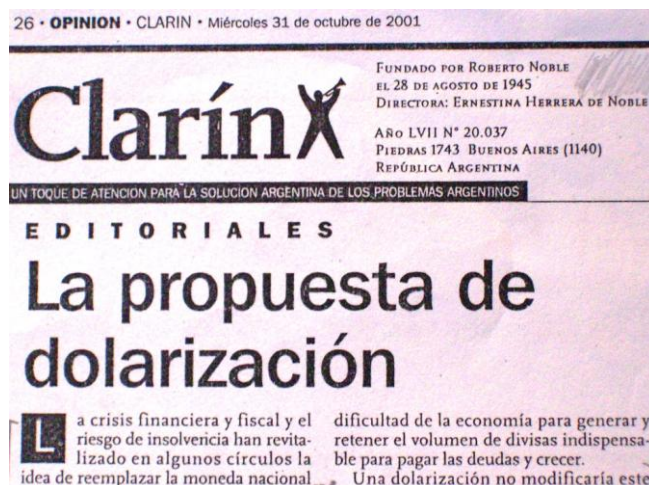 26 • OPINION • CLARIN • Miércoles 31 de octubre de 2001
Clarín
FUNDADO POR ROBERTO NOBLE
EL 28 DE AGOSTO DE 1945
DIRECTORA: ERNESTINA HERRERA DE NOBLE
AÑO LVII N° 20.037
PIEDRAS 1743 BUENOS AIRES (1140)
REPÚBLICA ARGENTINA
UN TOQUE DE ATENCION PARA LA SOLUCION ARGENTINA DE LOS PROBLEMAS ARGENTINOS
EDITORIALES
La propuesta de
dolarización
La crisis financiera y fiscal y el
riesgo de insolvencia han revita-
lizado en algunos círculos la
idea de reemplazar la moneda nacional
dificultad de la economía para generar y
retener el volumen de divisas indispensa-
ble para pagar las deudas y crecer.
Una dolarización no modificaría este